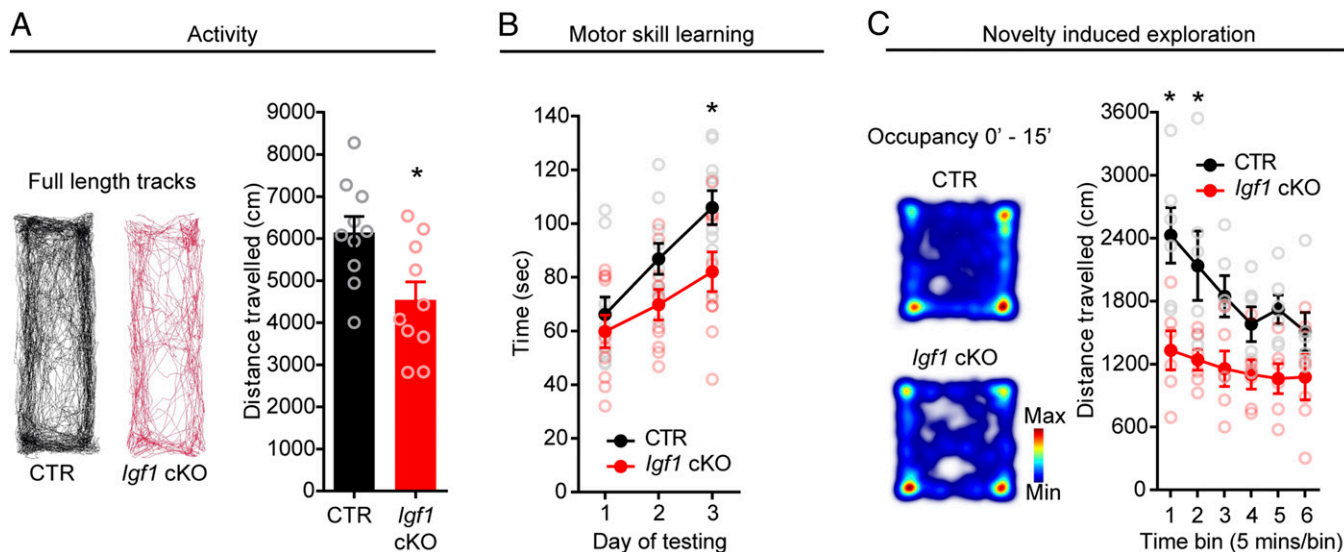 A
Activity
Full length tracks
CTR
Igf1 cKO
Distance travelled (cm)
9000
8000
7000
6000
5000
4000
3000
2000
1000
0
*
CTR
Igf1
cKO
B
Motor skill learning
Time (sec)
140
120
100
80
60
40
20
0
*
CTR
Igf1 cKO
1 2 3
Day of testing
C
Novelty induced exploration
Occupancy 0' - 15'
CTR
Igf1 cKO
Max
Min
Distance travelled (cm)
3600
3000
2400
1800
1200
600
0
* *
CTR
Igf1 cKO
1 2 3 4 5 6
Time bin (5 mins/bin)